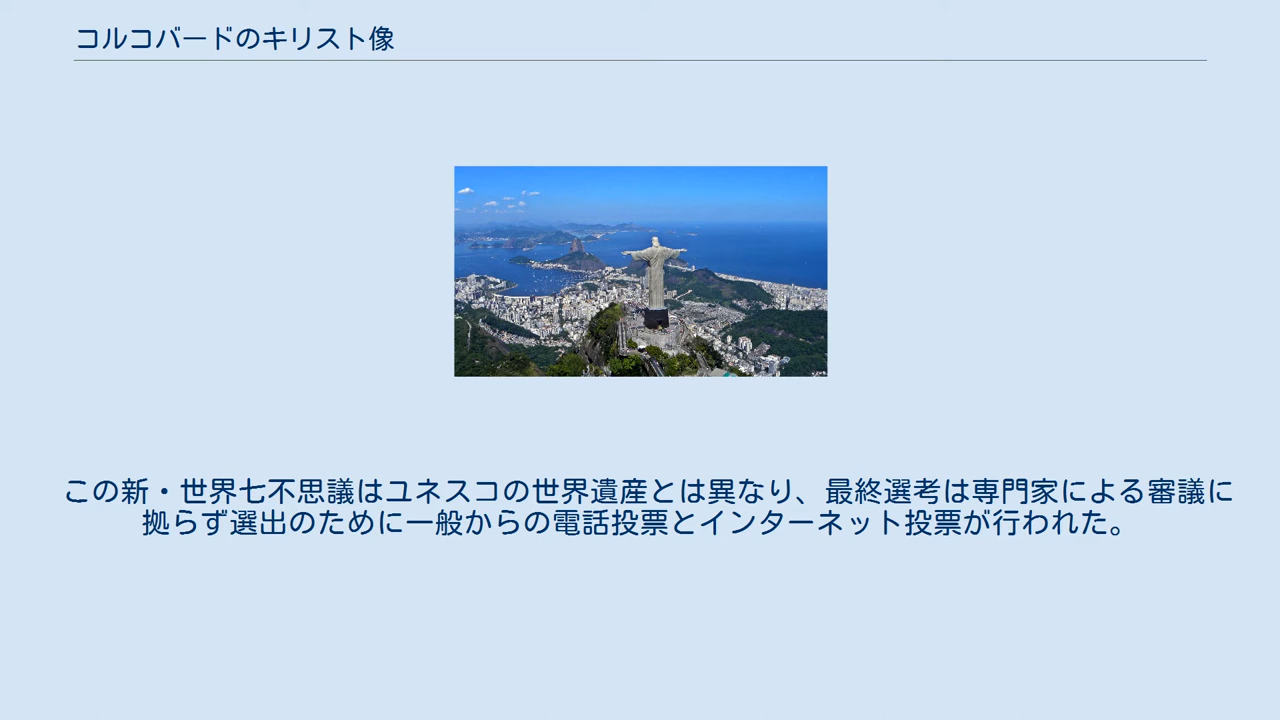 コルコバードのキリスト像
この新・世界七不思議はユネスコの世界遺産とは異なり、最終選考は専門家による審議に
拠らず選出のために一般からの電話投票とインターネット投票が行われた。